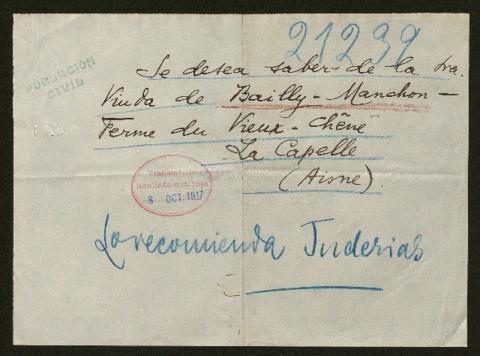 21239
POBLACIÓN
CIVIL
Se desea saber de la Sra.
Viuda de Bailly-Manchon-
Ferme du Vieux-Chêne
La Capelle
(Aisne).
8 OCT. 1917
Lo recomienda Juderias